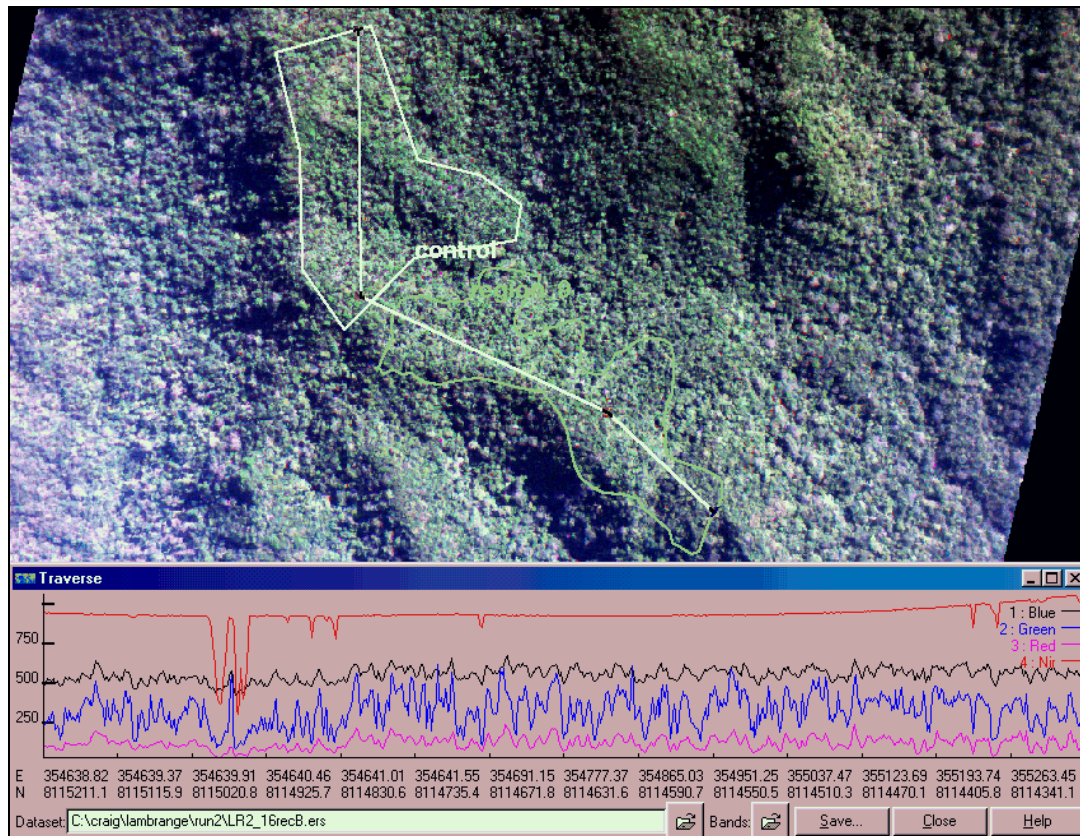 control
Traverse
750
500
250
1 : Blue
2 : Green
3 : Red
4 : Nir
E 354638.82 354639.37 354639.91 354640.46 354641.01 354641.55 354691.15 354777.37 354865.03 354951.25 355037.47 355123.69 355193.74 355263.45
N 8115211.1 8115115.9 8115020.8 8114925.7 8114830.6 8114735.4 8114671.8 8114631.6 8114590.7 8114550.5 8114510.3 8114470.1 8114405.8 8114341.1
Dataset: C:\craig\lambrange\run2\LR2_16recB.ers Bands: Save... Close Help